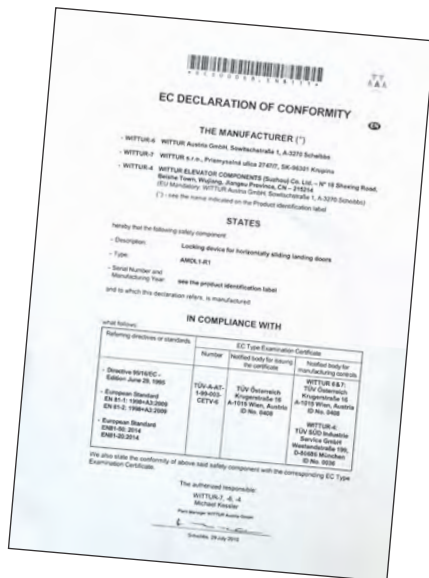 EC DECLARATION OF CONFORMITY
EN
THE MANUFACTURER (*)
- WITTUR-6 WITTUR Austria GmbH, Sowitschstraße 1, A-3270 Scheibbs
- WITTUR-7 WITTUR s.r.o., Priemyselná ulica 2747/7, SK-96301 Krupina
- WITTUR-4 WITTUR ELEVATOR COMPONENTS (Suzhou) Co. Ltd. – N° 18 Shexing Road,
Beishe Town, Wujiang, Jiangsu Province, CN – 215214
(EU Mandatory: WITTUR Austria GmbH, Sowitschstraße 1, A-3270 Scheibbs)
(*) - see the name indicated on the Product identification label
STATES
hereby that the following safety component
- Description: Locking device for horizontally sliding landing doors
- Type: AMDL1-R1
- Serial Number and
Manufacturing Year: see the product identification label
and to which this declaration refers, is manufactured
IN COMPLIANCE WITH
what follows:
Referring directives or standards
EC Type Examination Certificate
Number
Notified body for issuing
the certificate
Notified body for
manufacturing controls
- Directive 95/16/EC -
Edition June 29, 1995
- European Standard
EN 81-1: 1998+A3:2009
EN 81-2: 1998+A3:2009
- European Standard
EN81-50: 2014
EN81-20:2014
TÜV-A-AT-
1-99-003-
CETV-6
TÜV Österreich
Krugerstraße 16
A-1015 Wien, Austria
ID No. 0408
WITTUR 6&7:
TÜV Österreich
Krugerstraße 16
A-1015 Wien, Austria
ID No. 0408
WITTUR-4:
TÜV SÜD Industrie
Service GmbH
Westendstraße 199,
D-80686 München
ID No. 0036
We also state the conformity of above said safety component with the corresponding EC Type
Examination Certificate.
The authorized responsible:
WITTUR-7, -6, -4
Michael Kessler
Plant Manager WITTUR Austria GmbH
Scheibbs, 29 July 2015